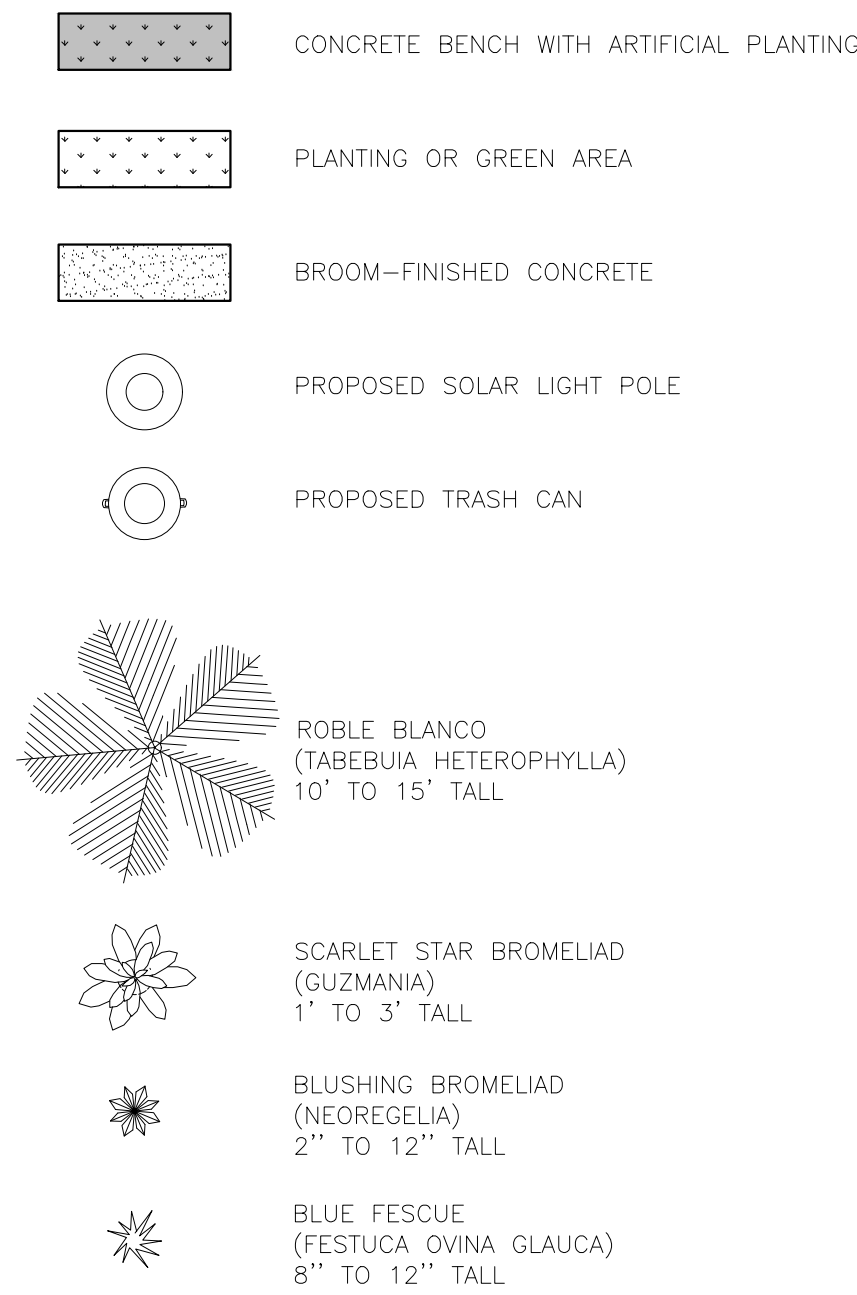 CONCRETE BENCH WITH ARTIFICIAL PLANTING
PLANTING OR GREEN AREA
BROOM-FINISHED CONCRETE
PROPOSED SOLAR LIGHT POLE
PROPOSED TRASH CAN
ROBLE BLANCO
(TABEBUIA HETEROPHYLLA)
10' TO 15' TALL
SCARLET STAR BROMELIAD
(GUZMANIA)
1' TO 3' TALL
BLUSHING BROMELIAD
(NEOREGELIA)
2'' TO 12'' TALL
BLUE FESCUE
(FESTUCA OVINA GLAUCA)
8'' TO 12'' TALL